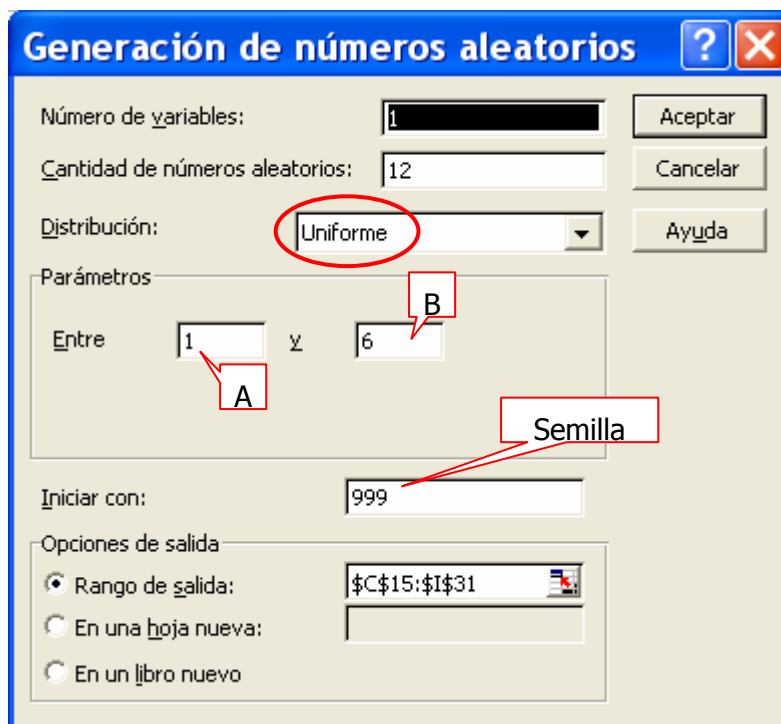 Generación de números aleatorios
Número de variables: 1 Aceptar
Cantidad de números aleatorios: 12 Cancelar
Distribución: Uniforme Ayuda
Parámetros
B
Entre 1 y 6
A
Semilla
Iniciar con: 999
Opciones de salida
Rango de salida: $C$15:$I$31
En una hoja nueva:
En un libro nuevo